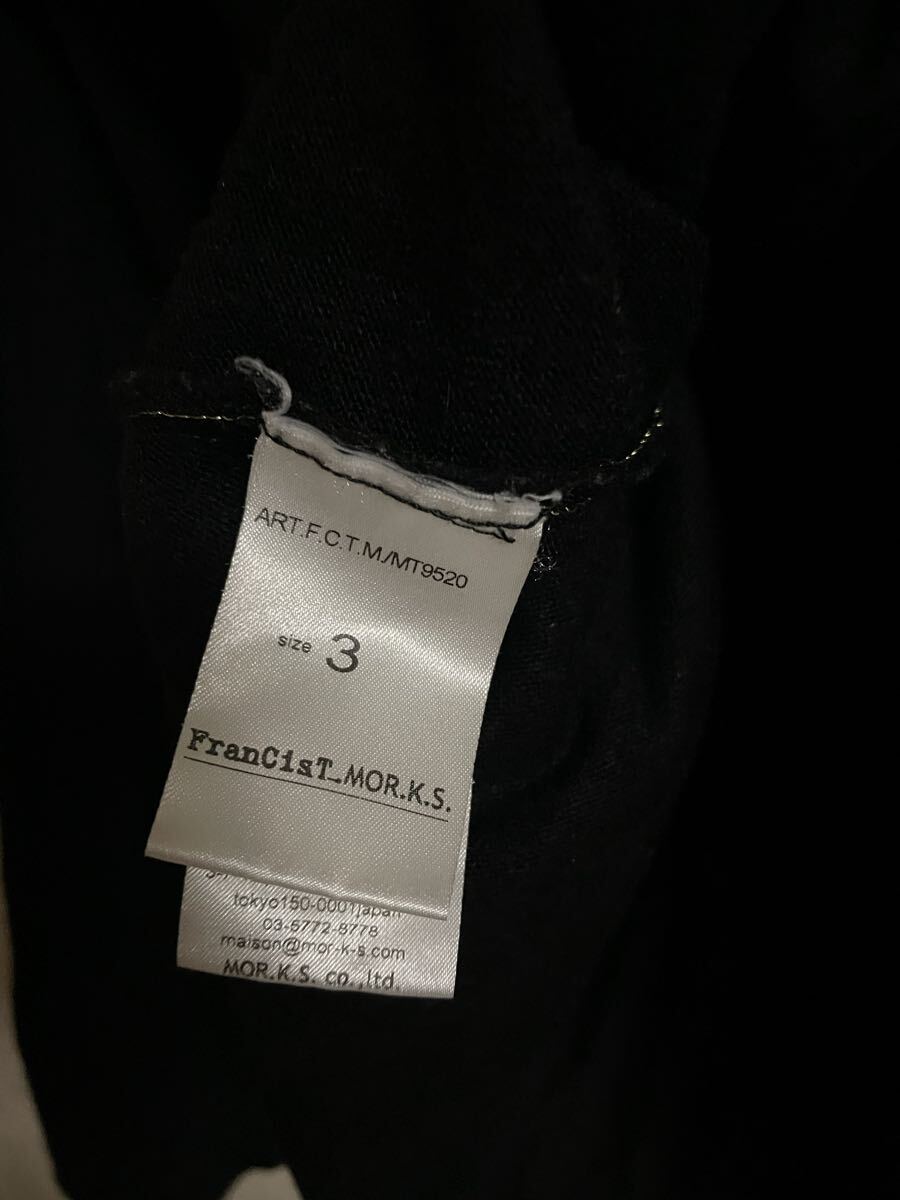 ART.F.C.T.M./MT9520
size 3
FranCisT_MOR.K.S.
tokyo150-0001japan
03-5772-8778
maison@mor-k-s.com
MOR.K.S. co.,ltd.